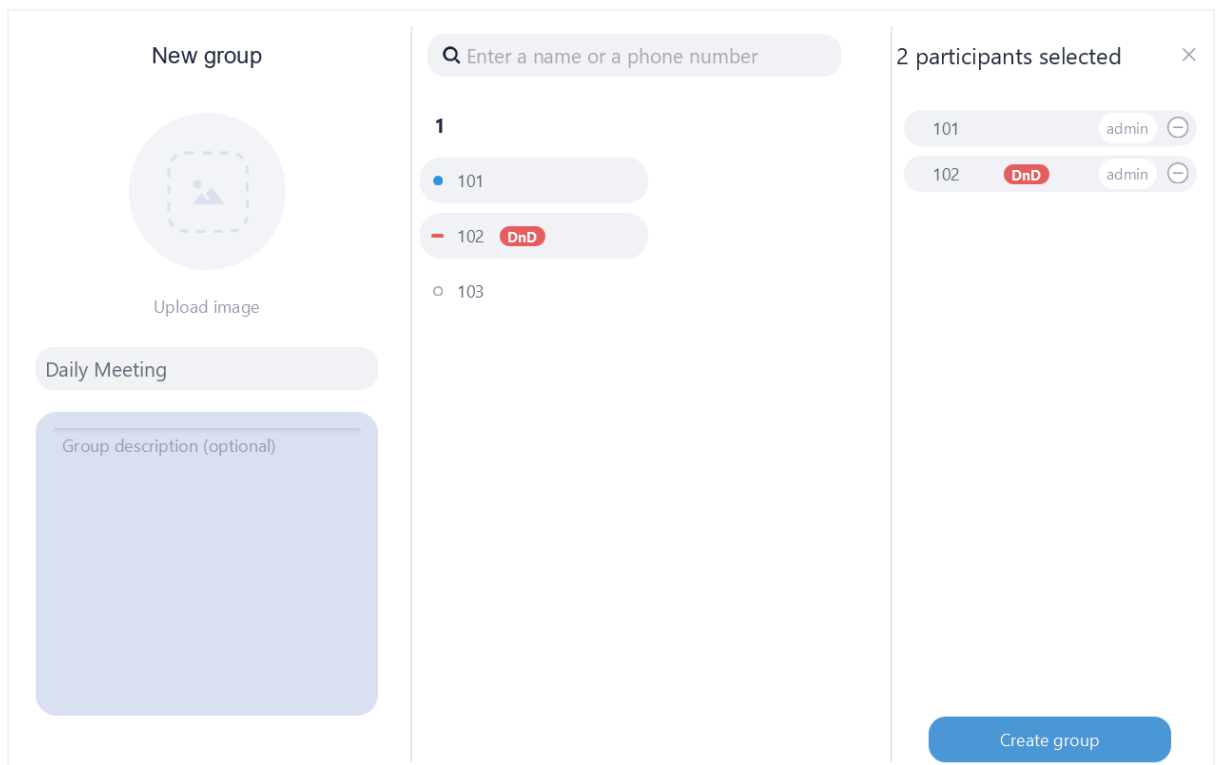 New group
Upload image
Daily Meeting
Group description (optional)
Enter a name or a phone number
1
101
102 DnD
103
2 participants selected
101 admin
102 DnD admin
Create group